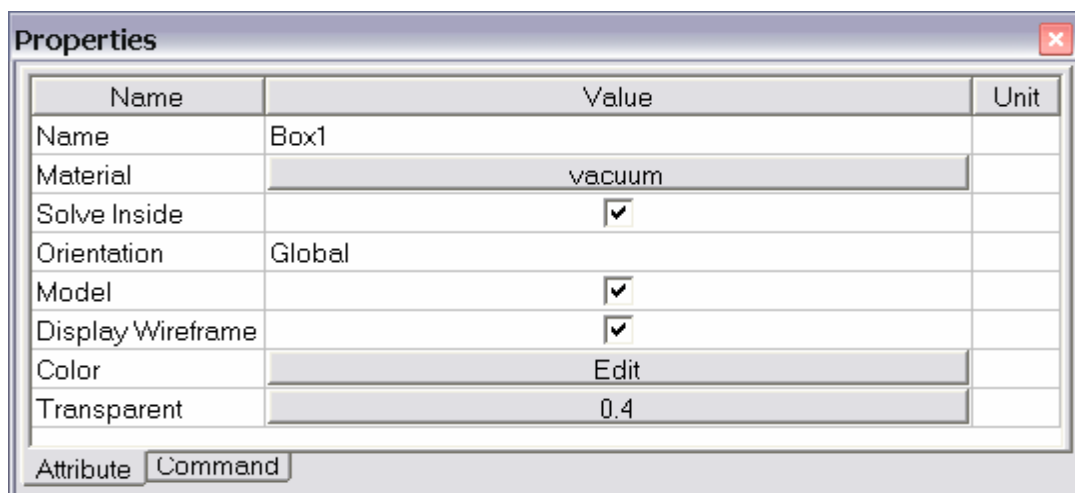 Properties
Name Value Unit
Name Box1
Material vacuum
Solve Inside
Orientation Global
Model
Display Wireframe
Color Edit
Transparent 0.4
Attribute Command